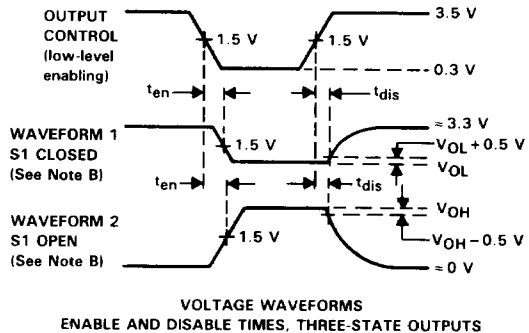 OUTPUT
CONTROL
(low-level
enabling)
1.5 V
1.5 V
3.5 V
0.3 V
ten
tdis
WAVEFORM 1
S1 CLOSED
(See Note B)
1.5 V
≈ 3.3 V
VOL + 0.5 V
VOL
ten
tdis
WAVEFORM 2
S1 OPEN
(See Note B)
1.5 V
VOH
VOH − 0.5 V
≈ 0 V
VOLTAGE WAVEFORMS
ENABLE AND DISABLE TIMES, THREE-STATE OUTPUTS